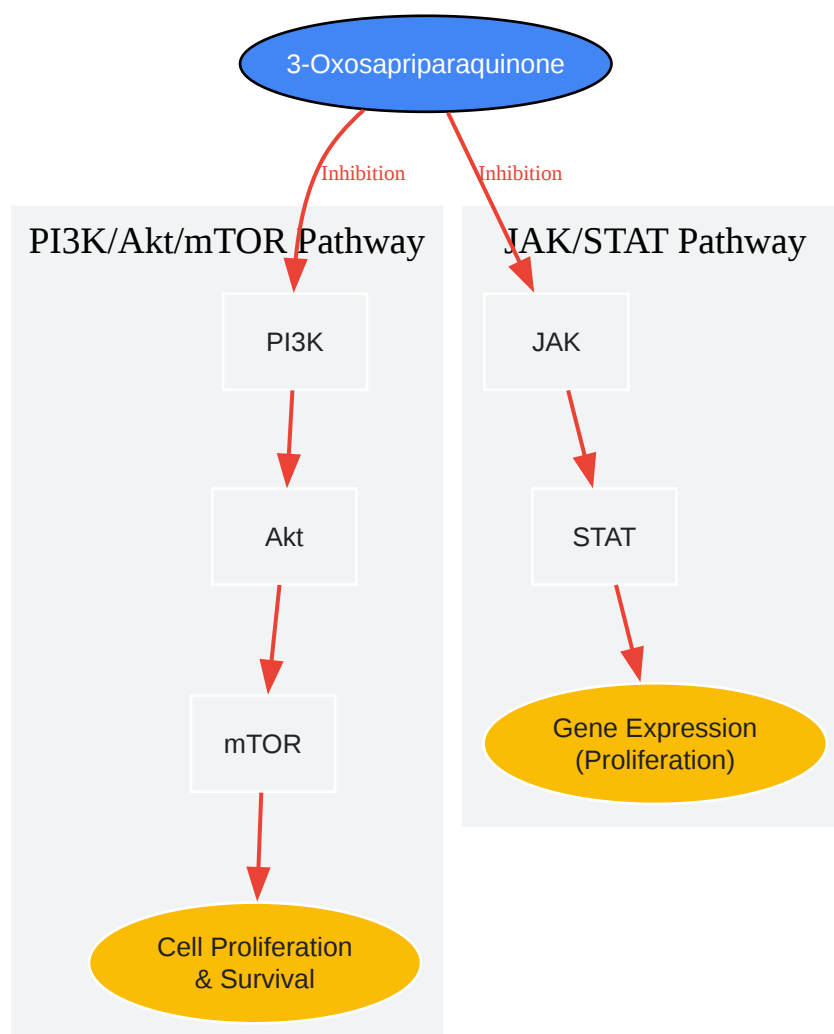 3-Oxosapriparaquinone
Inhibition
Inhibition
PI3K/Akt/mTOR Pathway
JAK/STAT Pathway
PI3K
JAK
Akt
STAT
mTOR
Gene Expression
(Proliferation)
Cell Proliferation
& Survival